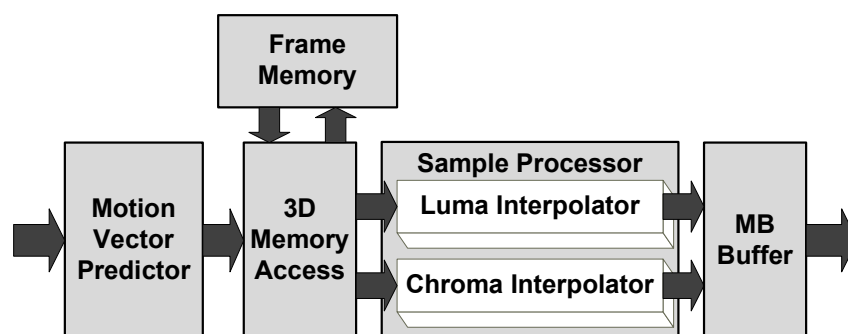 Frame
Memory
Motion
Vector
Predictor
3D
Memory
Access
Sample Processor
Luma Interpolator
Chroma Interpolator
MB
Buffer